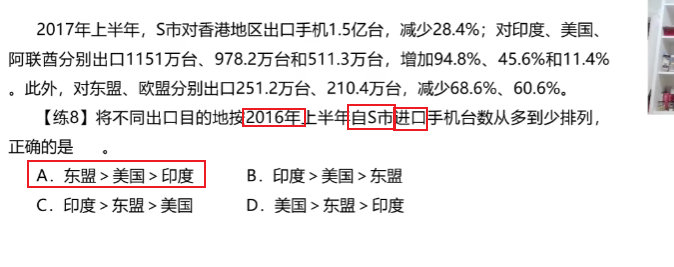 2017年上半年，S市对香港地区出口手机1.5亿台，减少28.4%；对印度、美国、
阿联酋分别出口1151万台、978.2万台和511.3万台，增加94.8%、45.6%和11.4%
。此外，对东盟、欧盟分别出口251.2万台、210.4万台，减少68.6%、60.6%。
【练8】将不同出口目的地按2016年上半年自S市进口手机台数从多到少排列，
正确的是　　。
A．东盟＞美国＞印度　　B．印度＞美国＞东盟
C．印度＞东盟＞美国　　D．美国＞东盟＞印度